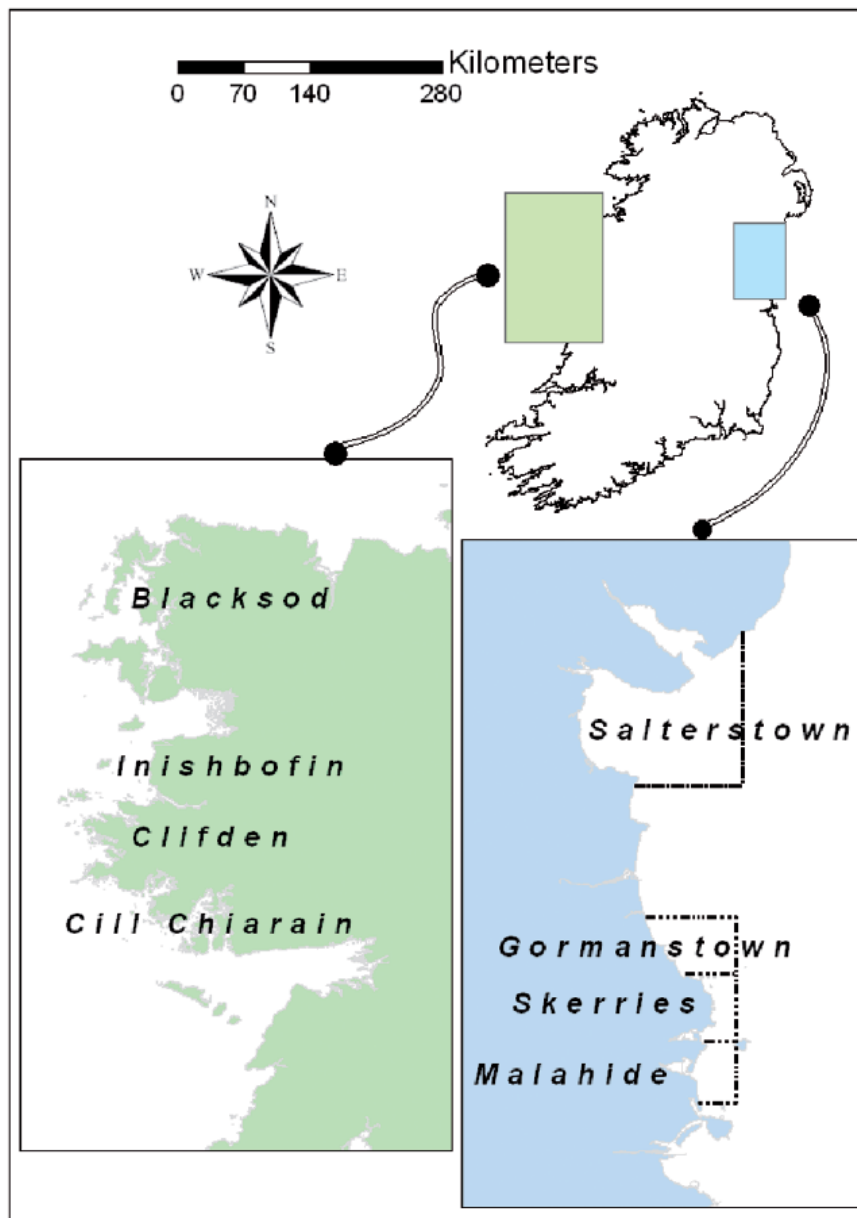 Kilometers
0 70 140 280
N
W E
S
Blacksod
Inishbofin
Clifden
Cill Chiarain
Salterstown
Gormanstown
Skerries
Malahide